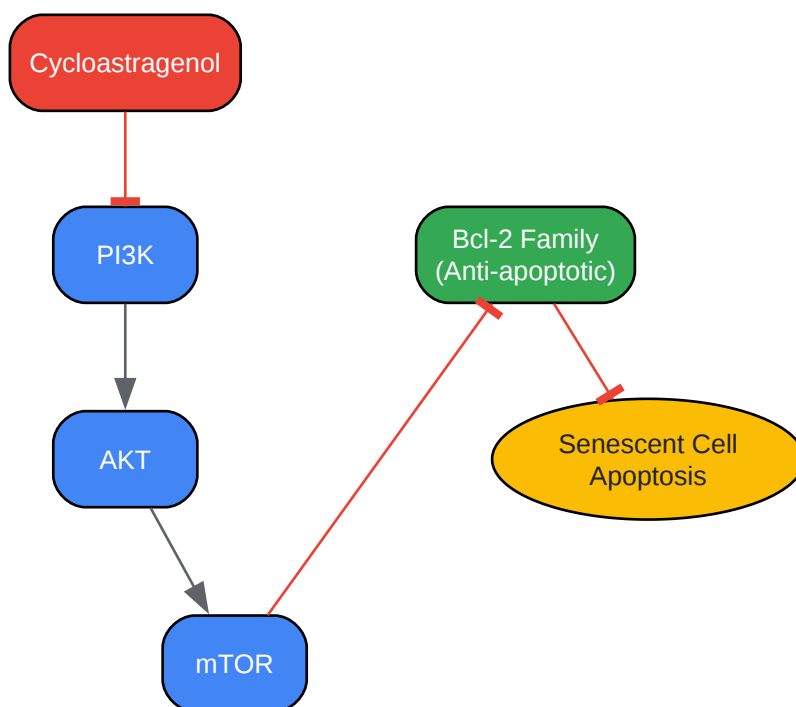 Cycloastragenol
PI3K
Bcl-2 Family
(Anti-apoptotic)
AKT
Senescent Cell
Apoptosis
mTOR